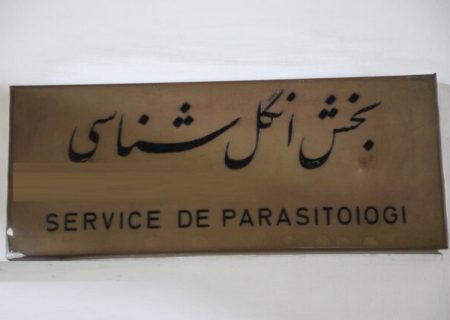 بخش انگل شناسی
SERVICE DE PARASITOIOGI